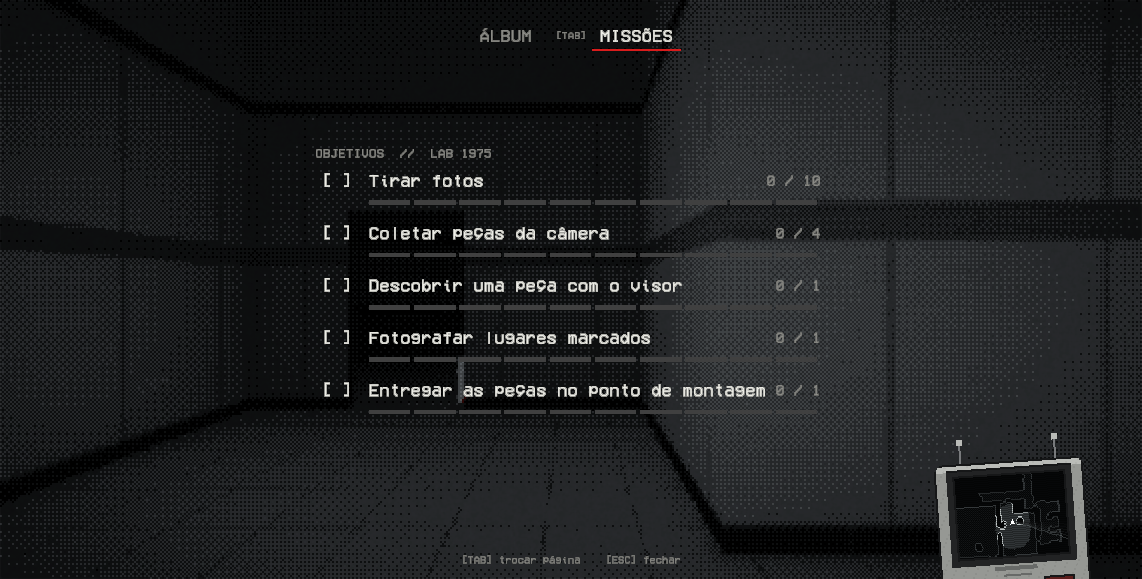 ÁLBUM [TAB] MISSÕES
OBJETIVOS // LAB 1975
[ ] Tirar fotos 0 / 10
[ ] Coletar peças da câmera 0 / 4
[ ] Descobrir uma peça com o visor 0 / 1
[ ] Fotografar lugares marcados 0 / 1
[ ] Entregar as peças no ponto de montagem 0 / 1
[TAB] trocar página [ESC] fechar